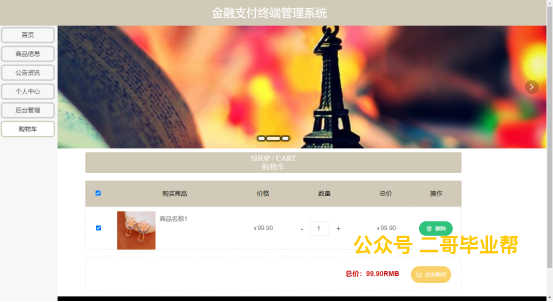 金融支付终端管理系统
首页
商品信息
公告资讯
个人中心
后台管理
购物车
SHOP / CART
购物车
购买商品 价格 数量 总价 操作
商品名称1
¥99.90 - 1 + ¥99.90 删除
公众号 二哥毕业帮
总价：99.90RMB 点击购买